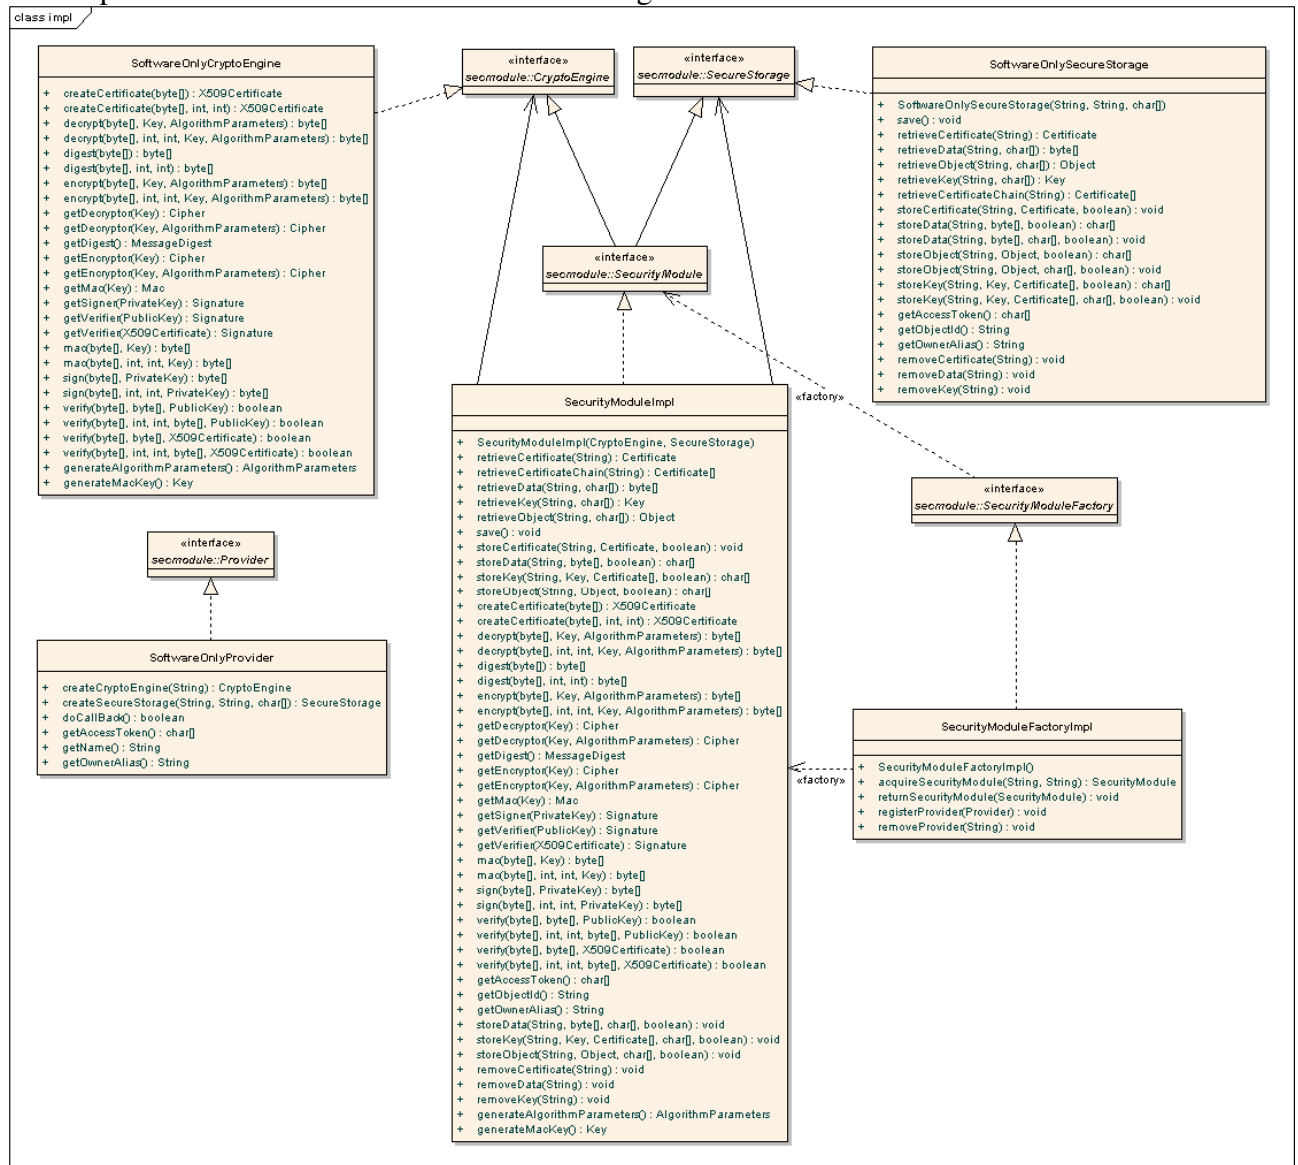 class impl
SoftwareOnlyCryptoEngine
+ createCertificate(byte[]) : X509Certificate
+ createCertificate(byte[], int, int) : X509Certificate
+ decrypt(byte[], Key, AlgorithmParameters) : byte[]
+ decrypt(byte[], int, int, Key, AlgorithmParameters) : byte[]
+ digest(byte[]) : byte[]
+ digest(byte[], int, int) : byte[]
+ encrypt(byte[], Key, AlgorithmParameters) : byte[]
+ encrypt(byte[], int, int, Key, AlgorithmParameters) : byte[]
+ getDecryptor(Key) : Cipher
+ getDecryptor(Key, AlgorithmParameters) : Cipher
+ getDigest() : MessageDigest
+ getEncryptor(Key) : Cipher
+ getEncryptor(Key, AlgorithmParameters) : Cipher
+ getMac(Key) : Mac
+ getSigner(PrivateKey) : Signature
+ getVerifier(PublicKey) : Signature
+ getVerifier(X509Certificate) : Signature
+ mac(byte[], Key) : byte[]
+ mac(byte[], int, int, Key) : byte[]
+ sign(byte[], PrivateKey) : byte[]
+ sign(byte[], int, int, PrivateKey) : byte[]
+ verify(byte[], byte[], PublicKey) : boolean
+ verify(byte[], int, int, byte[], PublicKey) : boolean
+ verify(byte[], byte[], X509Certificate) : boolean
+ verify(byte[], int, int, byte[], X509Certificate) : boolean
+ generateAlgorithmParameters() : AlgorithmParameters
+ generateMacKey() : Key
«interface»
secmodule::CryptoEngine
«interface»
secmodule::SecureStorage
SoftwareOnlySecureStorage
+ SoftwareOnlySecureStorage(String, String, char[])
+ save() : void
+ retrieveCertificate(String) : Certificate
+ retrieveData(String, char[]) : byte[]
+ retrieveObject(String, char[]) : Object
+ retrieveKey(String, char[]) : Key
+ retrieveCertificateChain(String) : Certificate[]
+ storeCertificate(String, Certificate, boolean) : void
+ storeData(String, byte[], boolean) : char[]
+ storeData(String, byte[], char[], boolean) : void
+ storeObject(String, Object, boolean) : char[]
+ storeObject(String, Object, char[], boolean) : void
+ storeKey(String, Key, Certificate[], boolean) : char[]
+ storeKey(String, Key, Certificate[], char[], boolean) : void
+ getAccessToken() : char[]
+ getObjectId() : String
+ getOwnerAlias() : String
+ removeCertificate(String) : void
+ removeData(String) : void
+ removeKey(String) : void
«interface»
secmodule::SecurityModule
«factory»
SecurityModuleImpl
+ SecurityModuleImpl(CryptoEngine, SecureStorage)
+ retrieveCertificate(String) : Certificate
+ retrieveCertificateChain(String) : Certificate[]
+ retrieveData(String, char[]) : byte[]
+ retrieveKey(String, char[]) : Key
+ retrieveObject(String, char[]) : Object
+ save() : void
+ storeCertificate(String, Certificate, boolean) : void
+ storeData(String, byte[], boolean) : char[]
+ storeKey(String, Key, Certificate[], boolean) : char[]
+ storeObject(String, Object, boolean) : char[]
+ createCertificate(byte[]) : X509Certificate
+ createCertificate(byte[], int, int) : X509Certificate
+ decrypt(byte[], Key, AlgorithmParameters) : byte[]
+ decrypt(byte[], int, int, Key, AlgorithmParameters) : byte[]
+ digest(byte[]) : byte[]
+ digest(byte[], int, int) : byte[]
+ encrypt(byte[], Key, AlgorithmParameters) : byte[]
+ encrypt(byte[], int, int, Key, AlgorithmParameters) : byte[]
+ getDecryptor(Key) : Cipher
+ getDecryptor(Key, AlgorithmParameters) : Cipher
+ getDigest() : MessageDigest
+ getEncryptor(Key) : Cipher
+ getEncryptor(Key, AlgorithmParameters) : Cipher
+ getMac(Key) : Mac
+ getSigner(PrivateKey) : Signature
+ getVerifier(PublicKey) : Signature
+ getVerifier(X509Certificate) : Signature
+ mac(byte[], Key) : byte[]
+ mac(byte[], int, int, Key) : byte[]
+ sign(byte[], PrivateKey) : byte[]
+ sign(byte[], int, int, PrivateKey) : byte[]
+ verify(byte[], byte[], PublicKey) : boolean
+ verify(byte[], int, int, byte[], PublicKey) : boolean
+ verify(byte[], byte[], X509Certificate) : boolean
+ verify(byte[], int, int, byte[], X509Certificate) : boolean
+ getAccessToken() : char[]
+ getObjectId() : String
+ getOwnerAlias() : String
+ storeData(String, byte[], char[], boolean) : void
+ storeKey(String, Key, Certificate[], char[], boolean) : void
+ storeObject(String, Object, char[], boolean) : void
+ removeCertificate(String) : void
+ removeData(String) : void
+ removeKey(String) : void
+ generateAlgorithmParameters() : AlgorithmParameters
+ generateMacKey() : Key
«interface»
secmodule::SecurityModuleFactory
«interface»
secmodule::Provider
SoftwareOnlyProvider
+ createCryptoEngine(String) : CryptoEngine
+ createSecureStorage(String, String, char[]) : SecureStorage
+ doCallBack() : boolean
+ getAccessToken() : char[]
+ getName() : String
+ getOwnerAlias() : String
SecurityModuleFactoryImpl
+ SecurityModuleFactoryImpl()
+ acquireSecurityModule(String, String) : SecurityModule
+ returnSecurityModule(SecurityModule) : void
+ registerProvider(Provider) : void
+ removeProvider(String) : void
«factory»